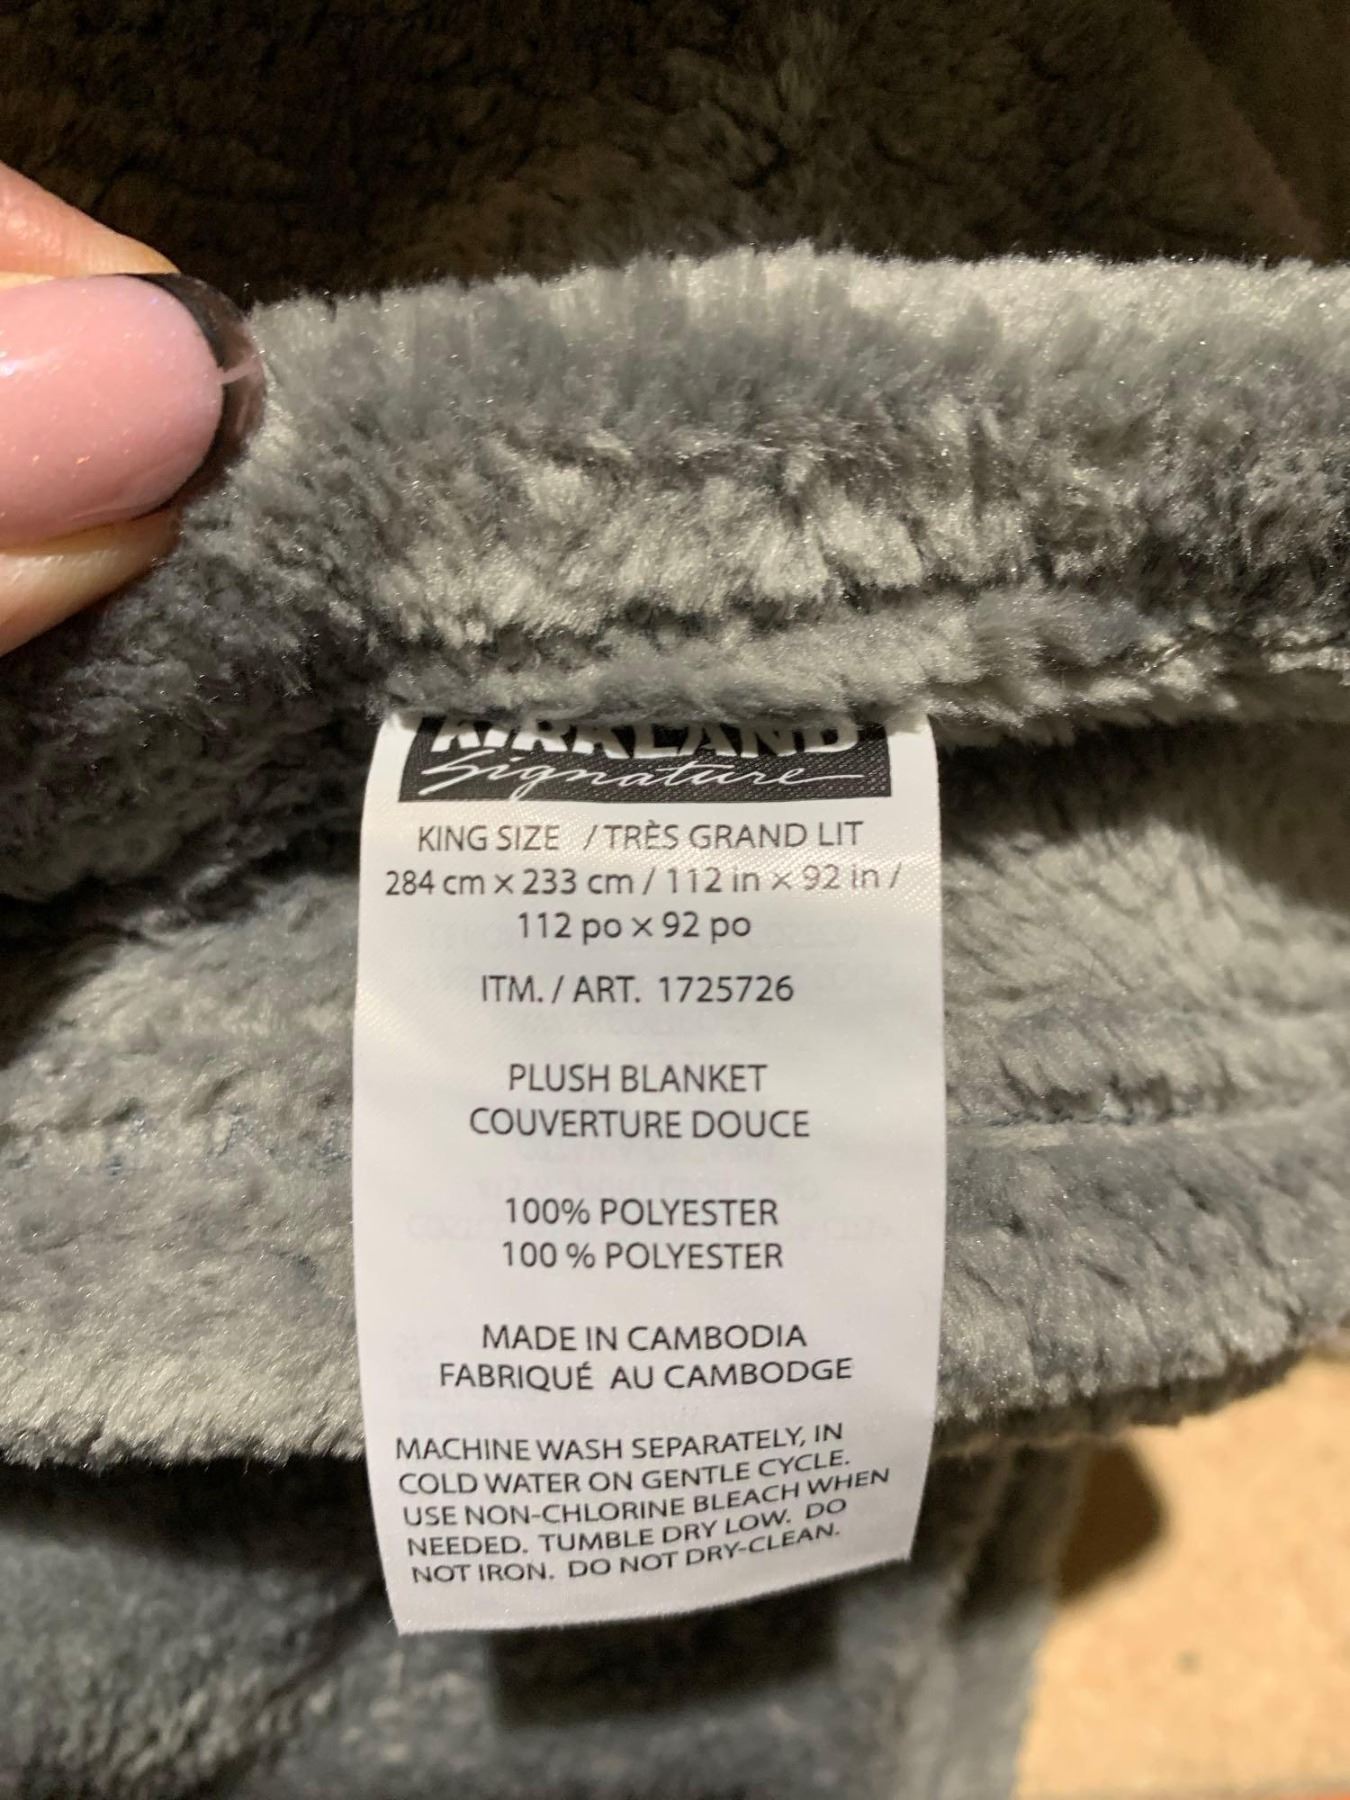 KIRKLAND
Signature
KING SIZE / TRÈS GRAND LIT
284 cm x 233 cm / 112 in x 92 in /
112 po x 92 po
ITM. / ART. 1725726
PLUSH BLANKET
COUVERTURE DOUCE
100% POLYESTER
100 % POLYESTER
MADE IN CAMBODIA
FABRIQUÉ AU CAMBODGE
MACHINE WASH SEPARATELY, IN
COLD WATER ON GENTLE CYCLE.
USE NON-CHLORINE BLEACH WHEN
NEEDED. TUMBLE DRY LOW. DO
NOT IRON. DO NOT DRY-CLEAN.